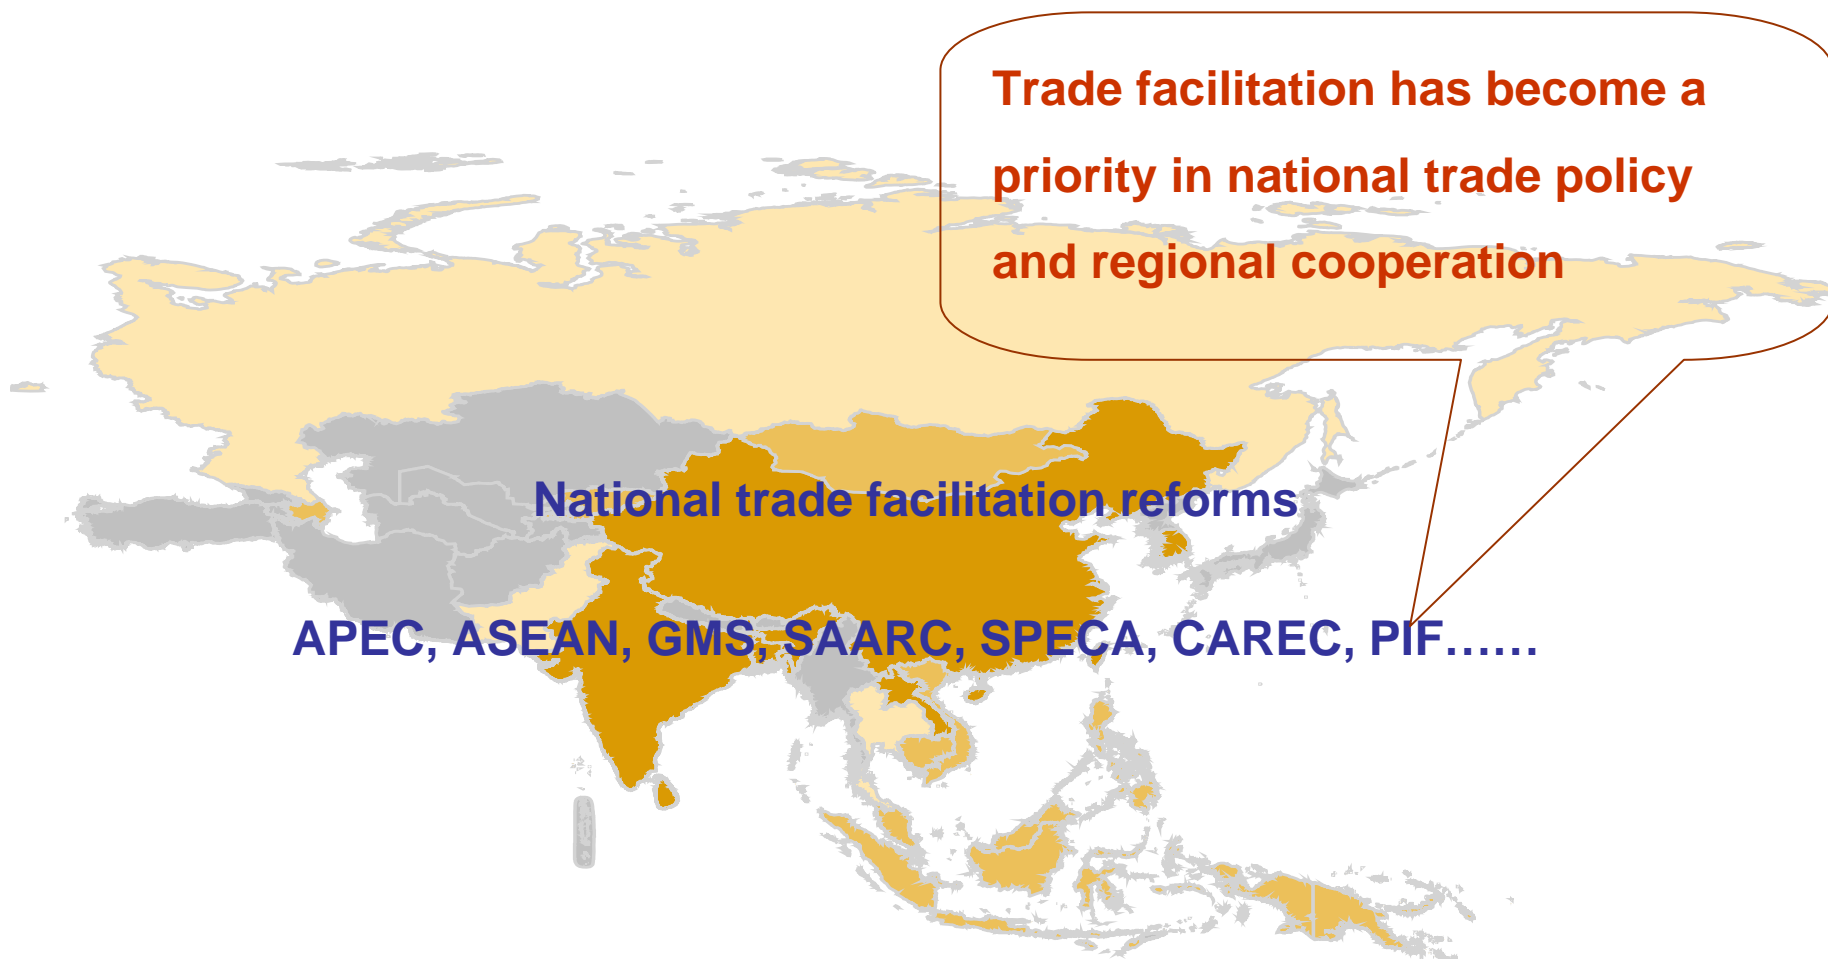 Trade facilitation has become a
priority in national trade policy
and regional cooperation
National trade facilitation reforms
APEC, ASEAN, GMS, SAARC, SPECA, CAREC, PIF……